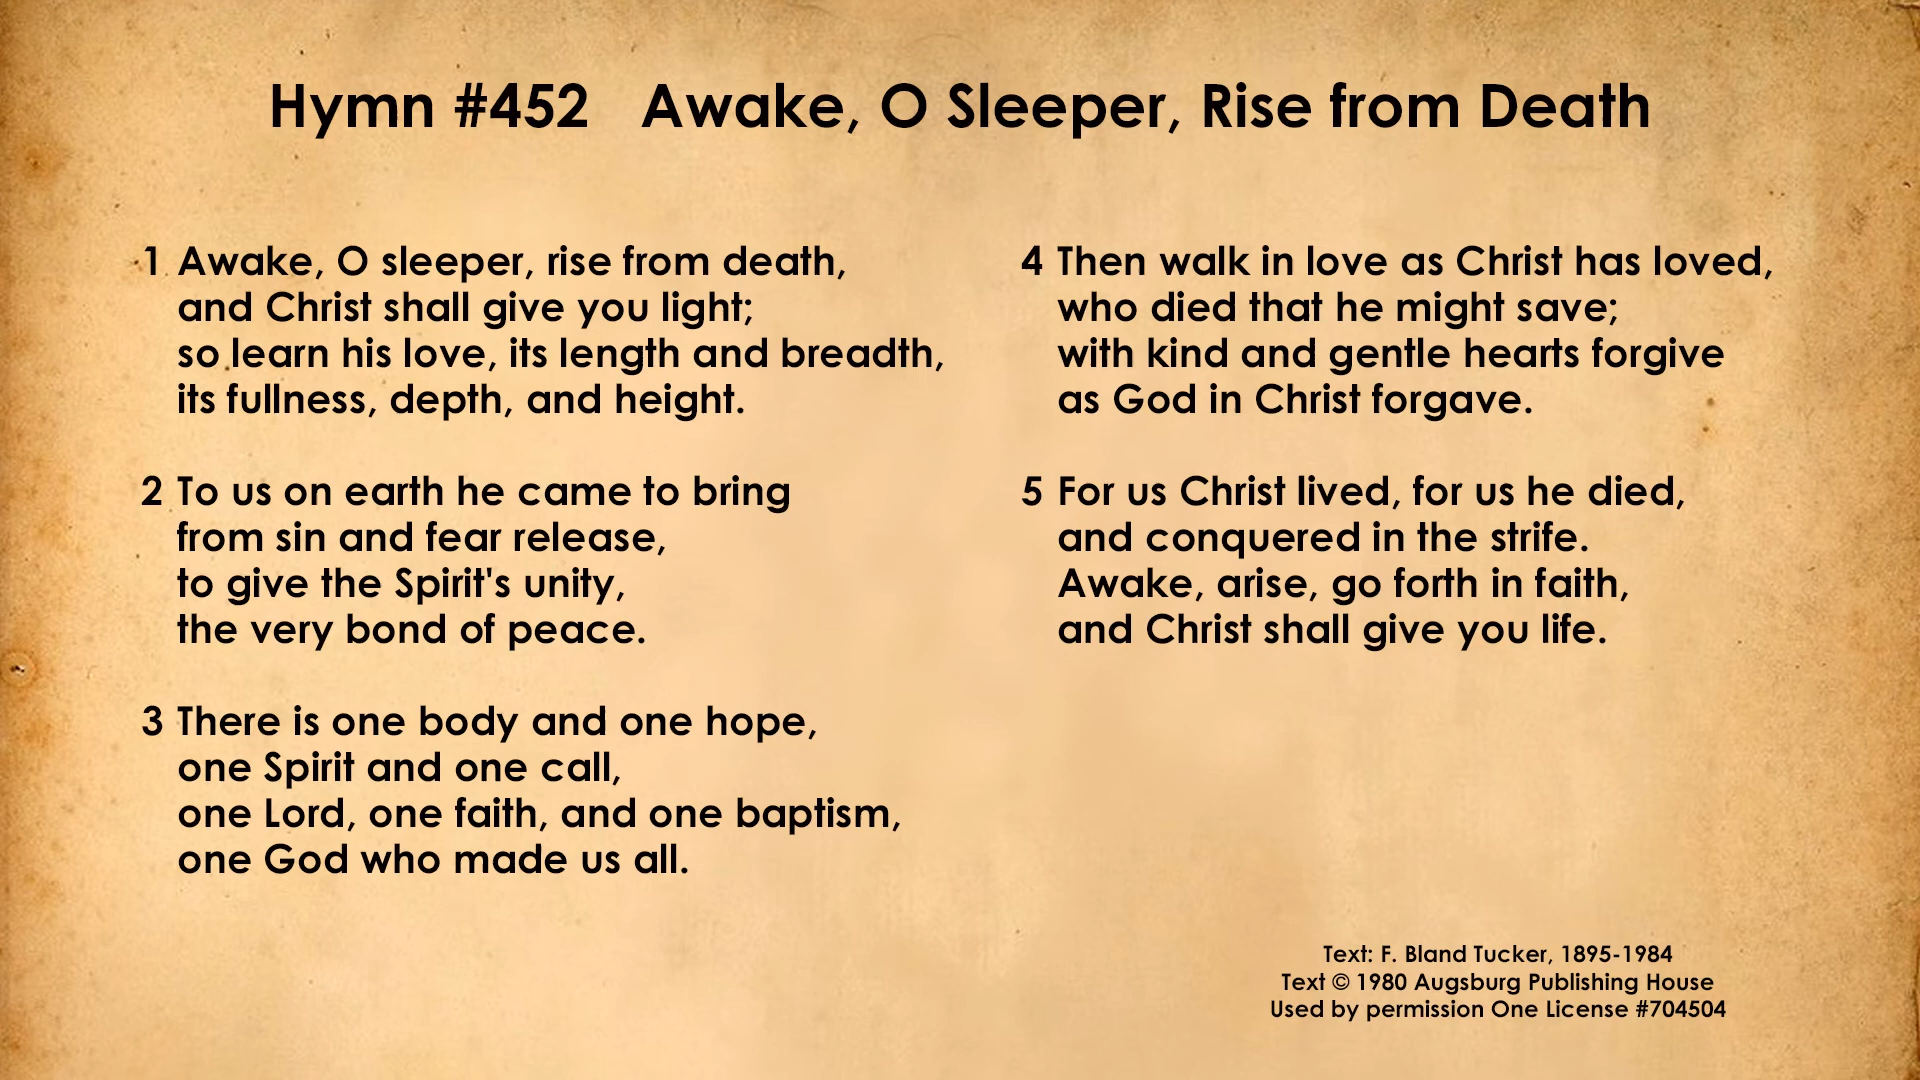 Hymn #452 Awake, O Sleeper, Rise from Death
1 Awake, O sleeper, rise from death,
and Christ shall give you light;
so learn his love, its length and breadth,
its fullness, depth, and height.
2 To us on earth he came to bring
from sin and fear release,
to give the Spirit's unity,
the very bond of peace.
3 There is one body and one hope,
one Spirit and one call,
one Lord, one faith, and one baptism,
one God who made us all.
4 Then walk in love as Christ has loved,
who died that he might save;
with kind and gentle hearts forgive
as God in Christ forgave.
5 For us Christ lived, for us he died,
and conquered in the strife.
Awake, arise, go forth in faith,
and Christ shall give you life.
Text: F. Bland Tucker, 1895-1984
Text © 1980 Augsburg Publishing House
Used by permission One License #704504